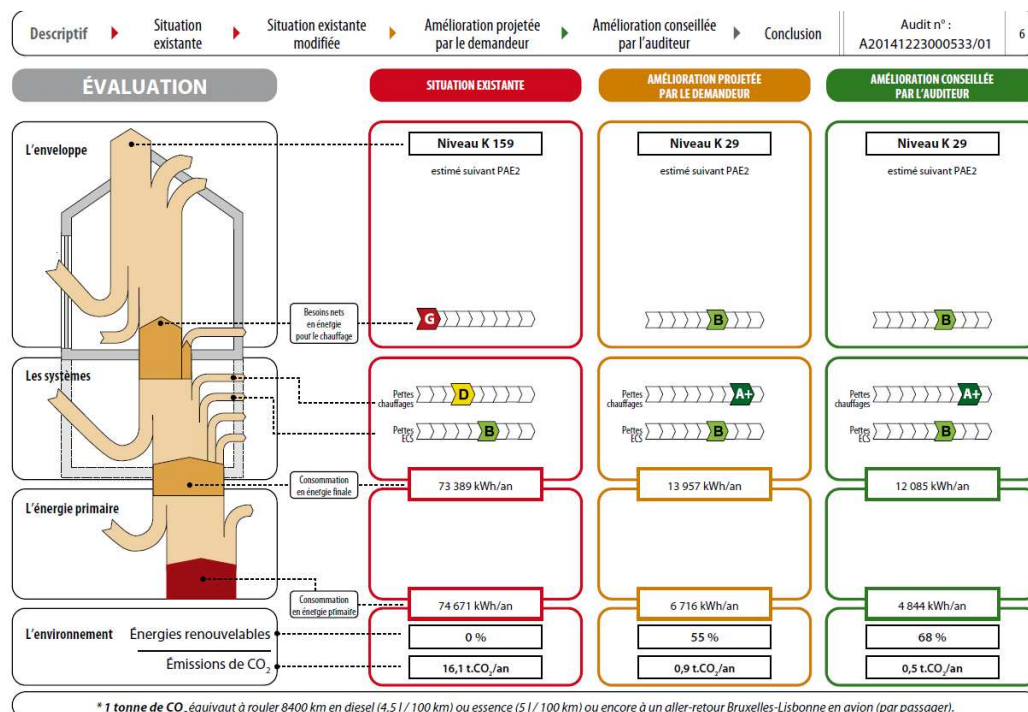 Descriptif
Situation
existante
Situation existante
modifiée
Amélioration projetée
par le demandeur
Amélioration conseillée
par l'auditeur
Conclusion
Audit n° :
A20141223000533/01
6
ÉVALUATION
SITUATION EXISTANTE
AMÉLIORATION PROJETÉE
PAR LE DEMANDEUR
AMÉLIORATION CONSEILLÉE
PAR L'AUDITEUR
L'enveloppe
Niveau K 159
Niveau K 29
Niveau K 29
estimé suivant PAE2
estimé suivant PAE2
estimé suivant PAE2
Besoins nets
en énergie
pour le chauffage
G
B
B
Les systèmes
Pertes
chauffages
D
Pertes
chauffages
A+
Pertes
chauffages
A+
Pertes
ECS
B
Pertes
ECS
B
Pertes
ECS
B
Consommation
en énergie finale
73 389 kWh/an
13 957 kWh/an
12 085 kWh/an
L'énergie primaire
Consommation
en énergie primaire
74 671 kWh/an
6 716 kWh/an
4 844 kWh/an
L'environnement
Énergies renouvelables
0 %
55 %
68 %
Émissions de CO2
16,1 t.CO2/an
0,9 t.CO2/an
0,5 t.CO2/an
* 1 tonne de CO2 équivaut à rouler 8400 km en diesel (4,5 l / 100 km) ou essence (5 l / 100 km) ou encore à un aller-retour Bruxelles-Lisbonne en avion (par passager).